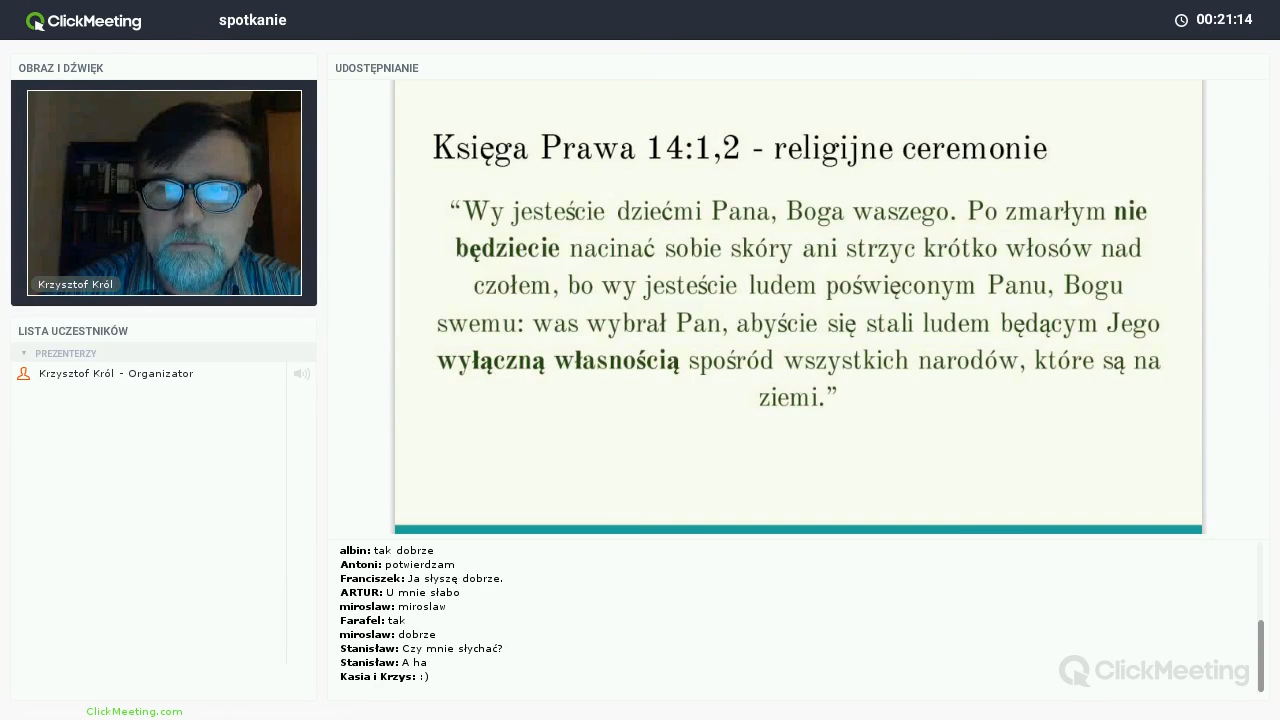 ClickMeeting
spotkanie
00:21:14
OBRAZ I DŹWIĘK
Krzysztof Król
LISTA UCZESTNIKÓW
PREZENTERZY
Krzysztof Król - Organizator
ClickMeeting.com
UDOSTĘPNIANIE
Księga Prawa 14:1,2 - religijne ceremonie
“Wy jesteście dziećmi Pana, Boga waszego. Po zmarłym nie
będziecie nacinać sobie skóry ani strzyc krótko włosów nad
czołem, bo wy jesteście ludem poświęconym Panu, Bogu
swemu: was wybrał Pan, abyście się stali ludem będącym Jego
wyłączną własnością spośród wszystkich narodów, które są na
ziemi.”
albin: tak dobrze
Antoni: potwierdzam
Franciszek: Ja słyszę dobrze.
ARTUR: U mnie słabo
miroslaw: miroslaw
Farafel: tak
miroslaw: dobrze
Stanisław: Czy mnie słychać?
Stanisław: A ha
Kasia i Krzys: :)
ClickMeeting